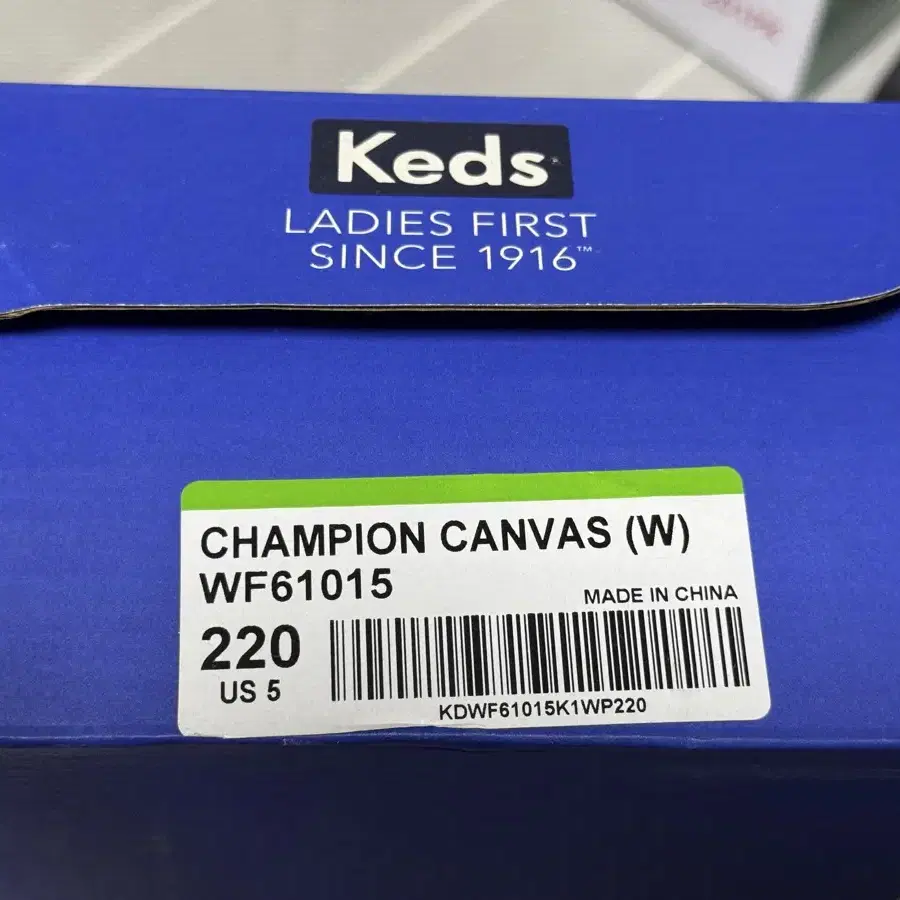 Keds
LADIES FIRST
SINCE 1916™
CHAMPION CANVAS (W)
WF61015
MADE IN CHINA
220
US 5
KDWF61015K1WP220